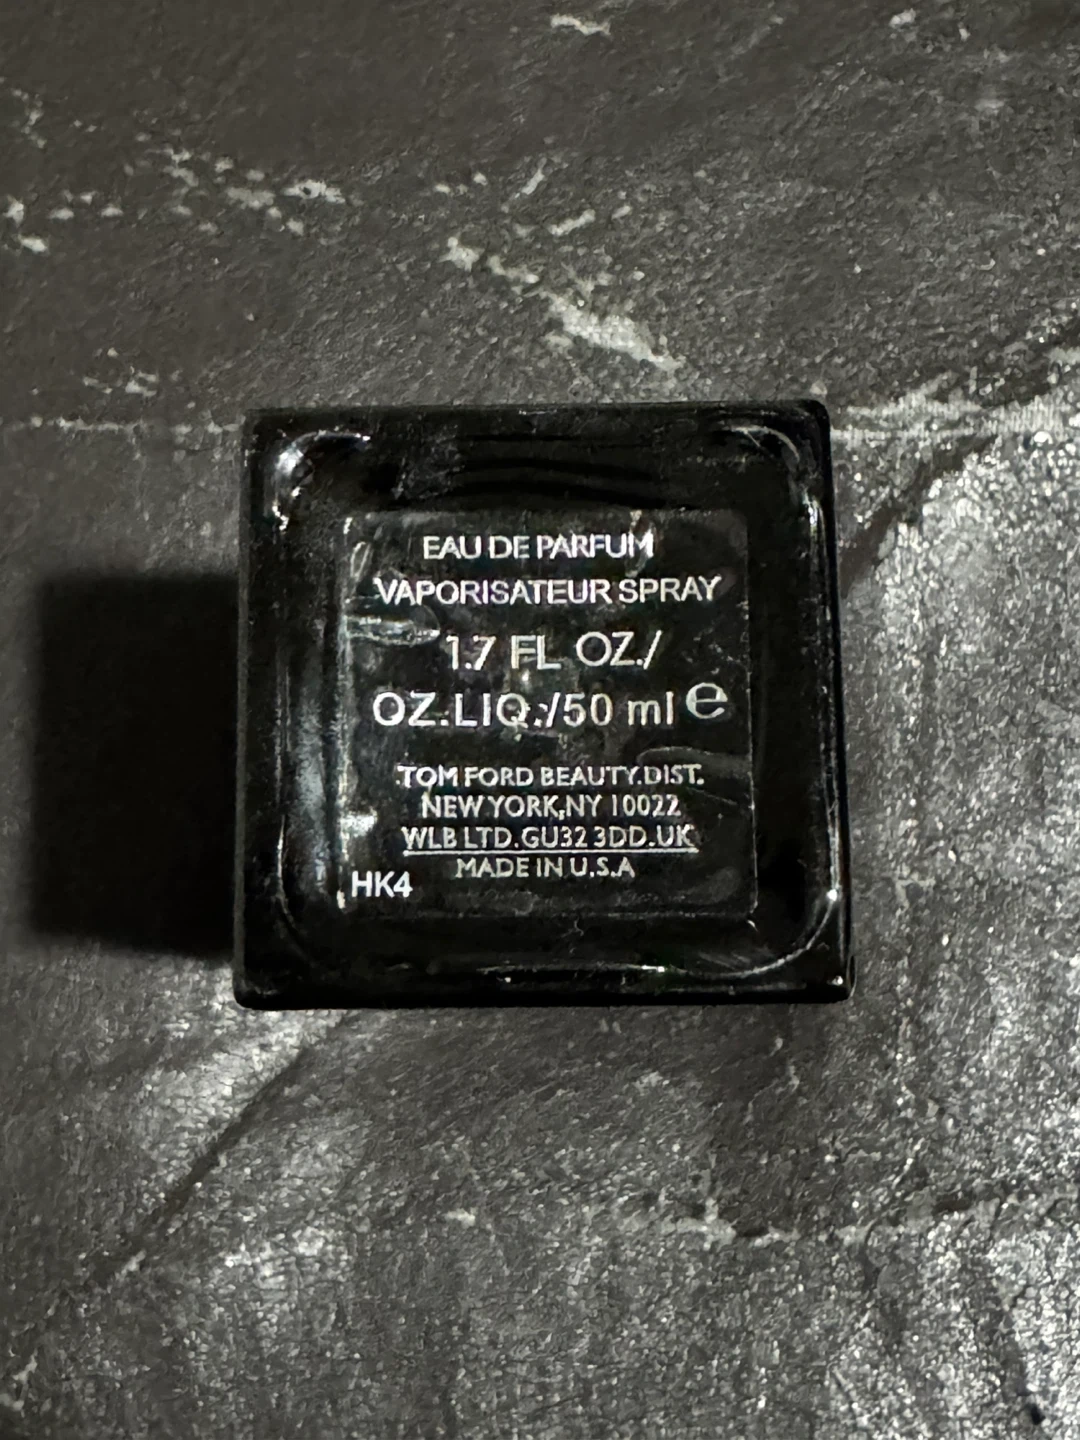 EAU DE PARFUM
VAPORISATEUR SPRAY
1.7 FL OZ./
OZ.LIQ./50 ml ℮
TOM FORD BEAUTY.DIST.
NEW YORK,NY 10022
WLB LTD.GU32 3DD.UK
MADE IN U.S.A
HK4